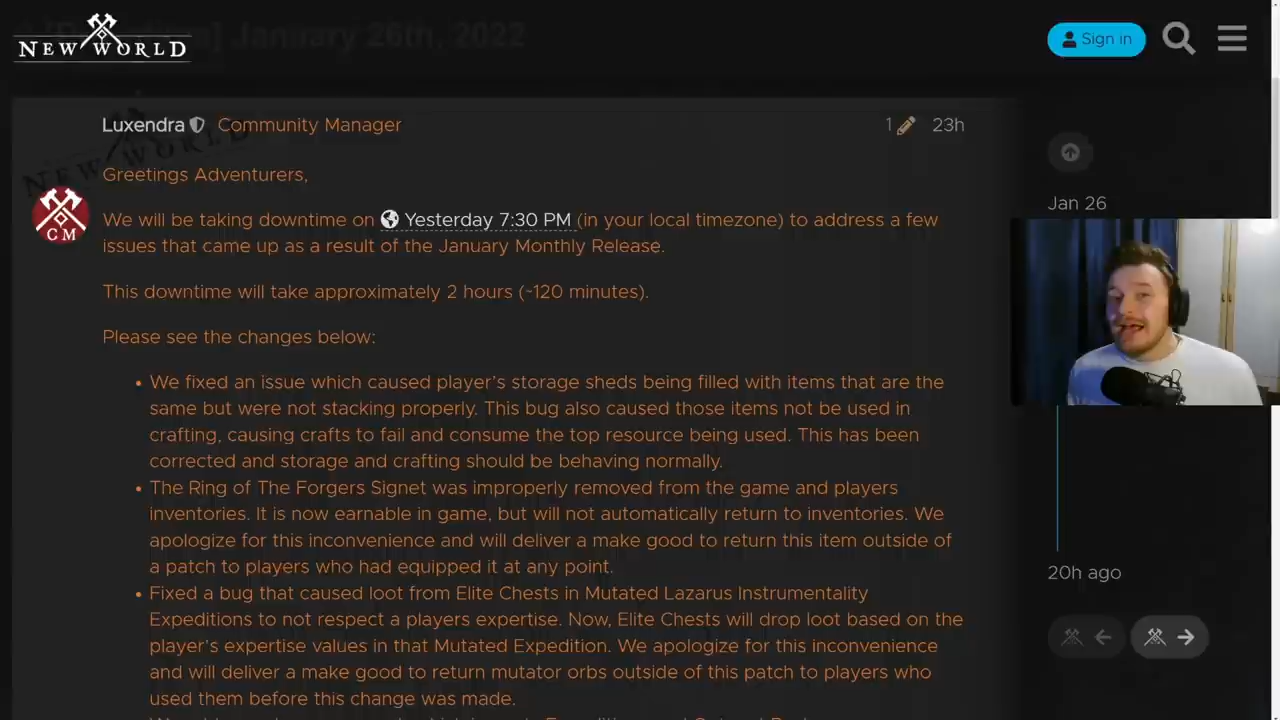 January 26th, 2022
NEW WORLD
Sign in
Luxendra Community Manager
1 23h
Greetings Adventurers,
We will be taking downtime on Yesterday 7:30 PM (in your local timezone) to address a few
issues that came up as a result of the January Monthly Release.
This downtime will take approximately 2 hours (~120 minutes).
Please see the changes below:
• We fixed an issue which caused player's storage sheds being filled with items that are the
same but were not stacking properly. This bug also caused those items not be used in
crafting, causing crafts to fail and consume the top resource being used. This has been
corrected and storage and crafting should be behaving normally.
• The Ring of The Forgers Signet was improperly removed from the game and players
inventories. It is now earnable in game, but will not automatically return to inventories. We
apologize for this inconvenience and will deliver a make good to return this item outside of
a patch to players who had equipped it at any point.
• Fixed a bug that caused loot from Elite Chests in Mutated Lazarus Instrumentality
Expeditions to not respect a players expertise. Now, Elite Chests will drop loot based on the
player's expertise values in that Mutated Expedition. We apologize for this inconvenience
and will deliver a make good to return mutator orbs outside of this patch to players who
used them before this change was made.
CM
NEW WORLD
Jan 26
20h ago